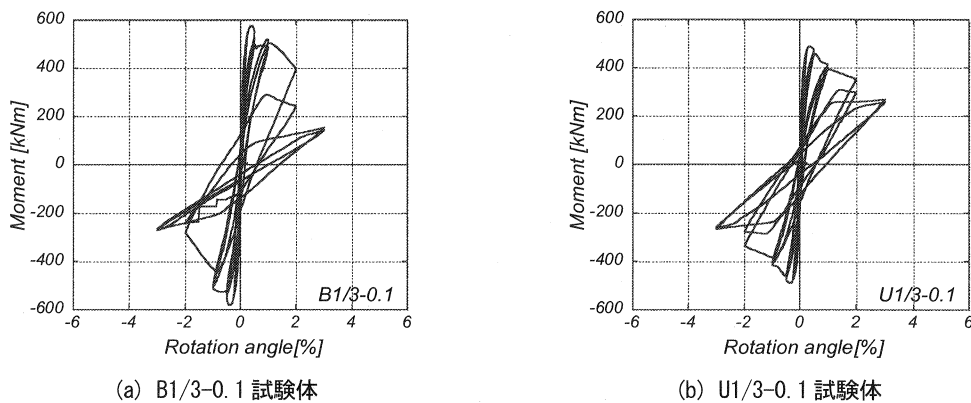 600
400
200
0
-200
-400
-600
Moment [kNm]
-6 -4 -2 0 2 4 6
Rotation angle[%]
B1/3-0.1
(a) B1/3-0.1 試験体
600
400
200
0
-200
-400
-600
Moment [kNm]
-6 -4 -2 0 2 4 6
Rotation angle[%]
U1/3-0.1
(b) U1/3-0.1 試験体